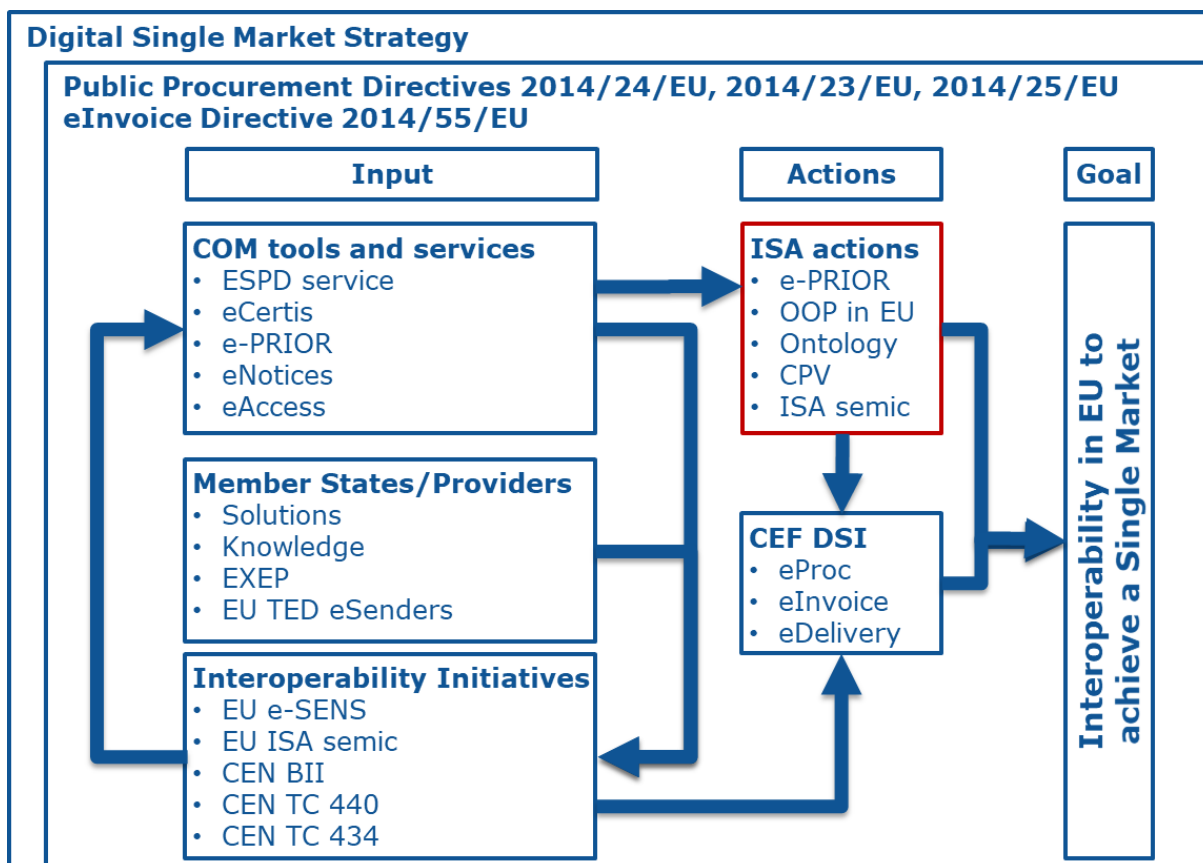 Digital Single Market Strategy
Public Procurement Directives 2014/24/EU, 2014/23/EU, 2014/25/EU
eInvoice Directive 2014/55/EU
Input
Actions
Goal
COM tools and services
• ESPD service
• eCertis
• e-PRIOR
• eNotices
• eAccess
Member States/Providers
• Solutions
• Knowledge
• EXEP
• EU TED eSenders
Interoperability Initiatives
• EU e-SENS
• EU ISA semic
• CEN BII
• CEN TC 440
• CEN TC 434
ISA actions
• e-PRIOR
• OOP in EU
• Ontology
• CPV
• ISA semic
CEF DSI
• eProc
• eInvoice
• eDelivery
Interoperability in EU to
achieve a Single Market